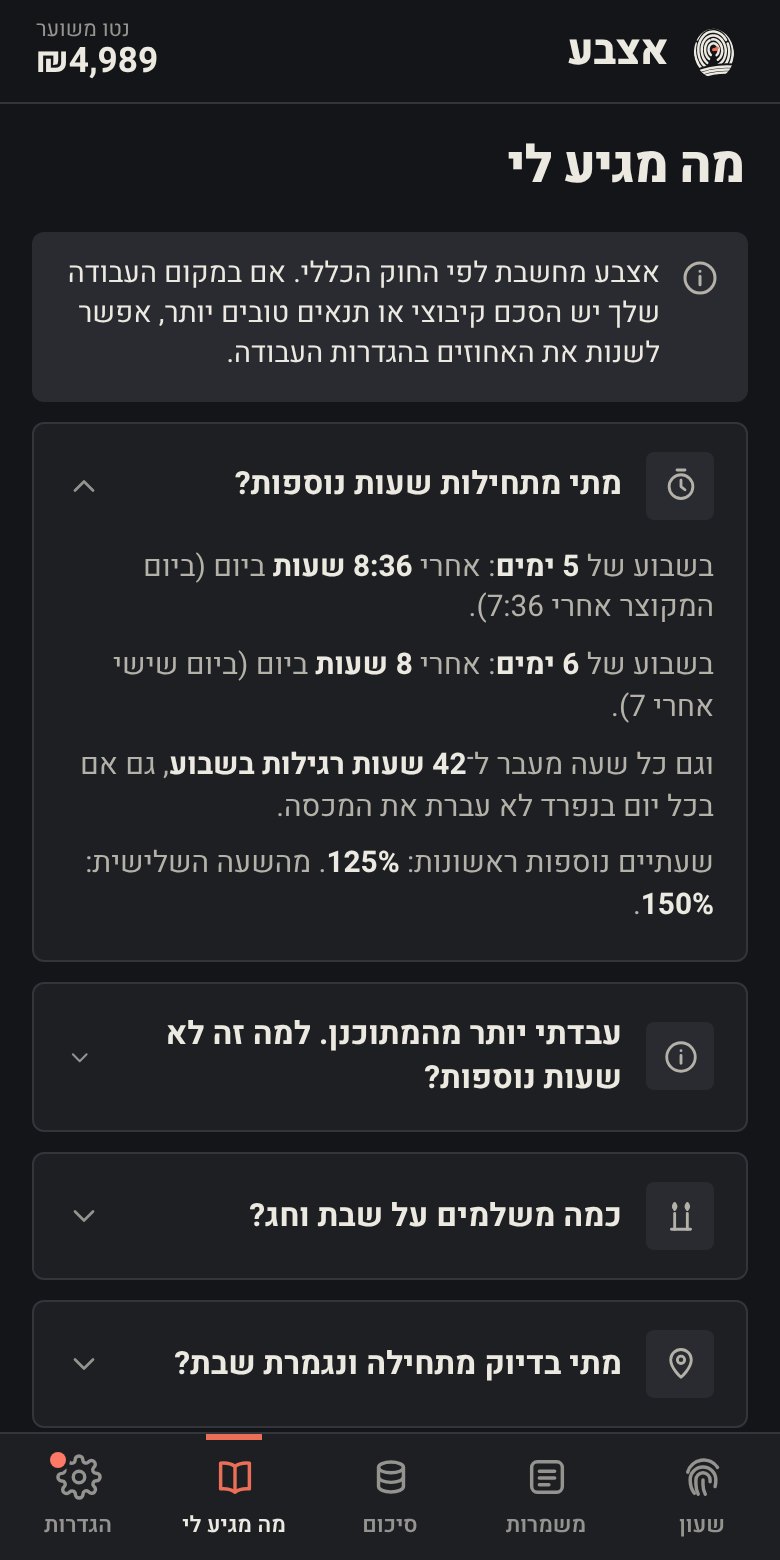 אצבע
נטו משוער
₪4,989
מה מגיע לי
אצבע מחשבת לפי החוק הכללי. אם במקום העבודה
שלך יש הסכם קיבוצי או תנאים טובים יותר, אפשר
לשנות את האחוזים בהגדרות העבודה.
מתי מתחילות שעות נוספות?
בשבוע של 5 ימים: אחרי 8:36 שעות ביום (ביום
המקוצר אחרי 7:36).
בשבוע של 6 ימים: אחרי 8 שעות ביום (ביום שישי
אחרי 7).
וגם כל שעה מעבר ל־42 שעות רגילות בשבוע, גם אם
בכל יום בנפרד לא עברת את המכסה.
שעתיים נוספות ראשונות: 125%. מהשעה השלישית:
150%.
עבדתי יותר מהמתוכנן. למה זה לא
שעות נוספות?
כמה משלמים על שבת וחג?
מתי בדיוק מתחילה ונגמרת שבת?
שעון
משמרות
סיכום
מה מגיע לי
הגדרות